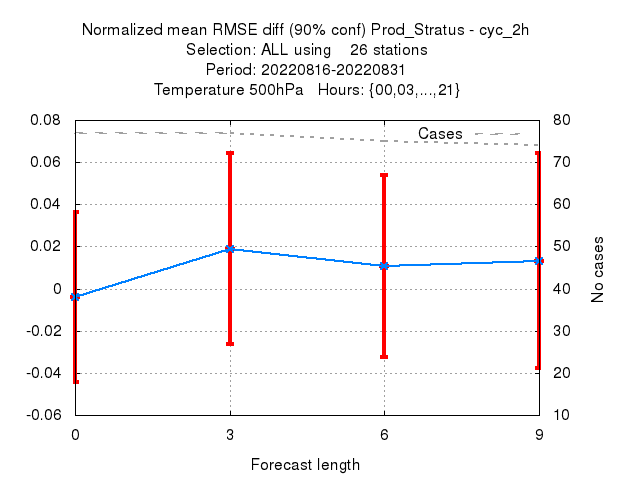 Normalized mean RMSE diff (90% conf) Prod_Stratus - cyc_2h
Selection: ALL using    26 stations
Period: 20220816-20220831
Temperature 500hPa   Hours: {00,03,...,21}
0.08
0.06
0.04
0.02
0
-0.02
-0.04
-0.06
Cases
80
70
60
50
40
30
20
10
No cases
0 3 6 9
Forecast length